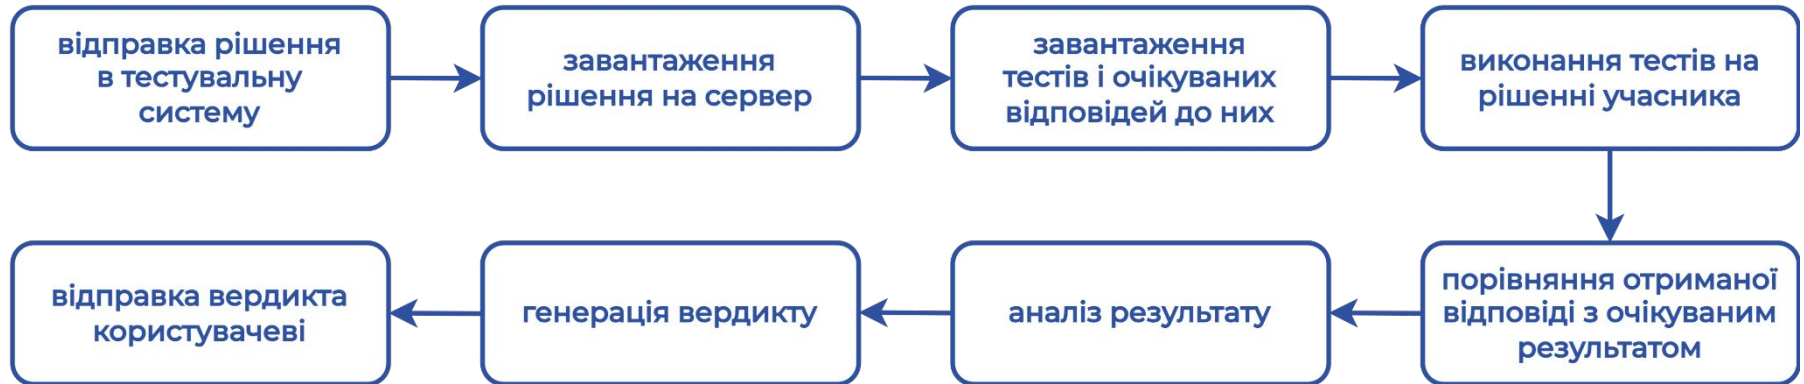 відправка рішення
в тестувальну
систему
завантаження
рішення на сервер
завантаження
тестів і очікуваних
відповідей до них
виконання тестів на
рішенні учасника
порівняння отриманої
відповіді з очікуваним
результатом
аналіз результату
генерація вердикту
відправка вердикта
користувачеві